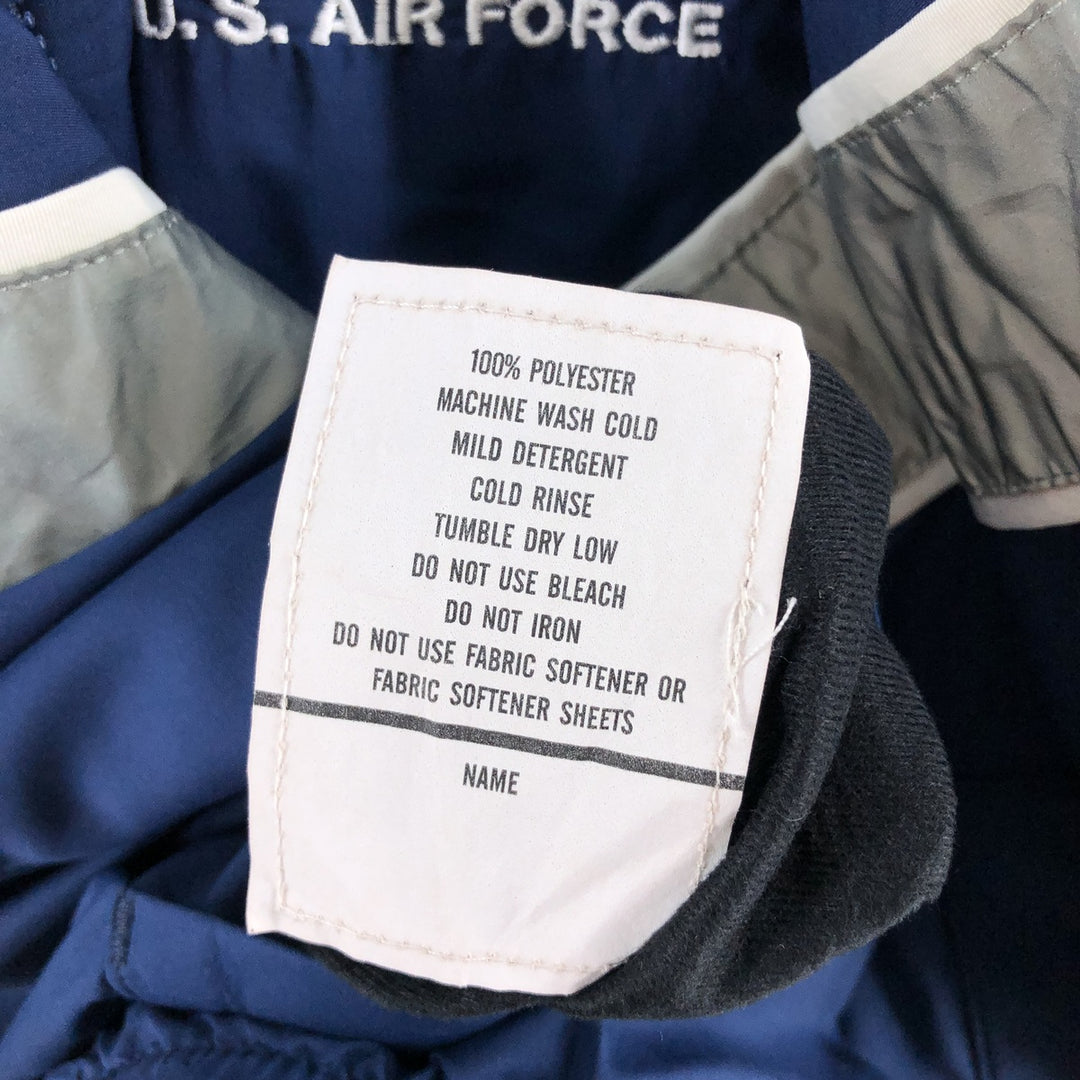 U.S. AIR FORCE
100% POLYESTER
MACHINE WASH COLD
MILD DETERGENT
COLD RINSE
TUMBLE DRY LOW
DO NOT USE BLEACH
DO NOT IRON
DO NOT USE FABRIC SOFTENER OR
FABRIC SOFTENER SHEETS
NAME